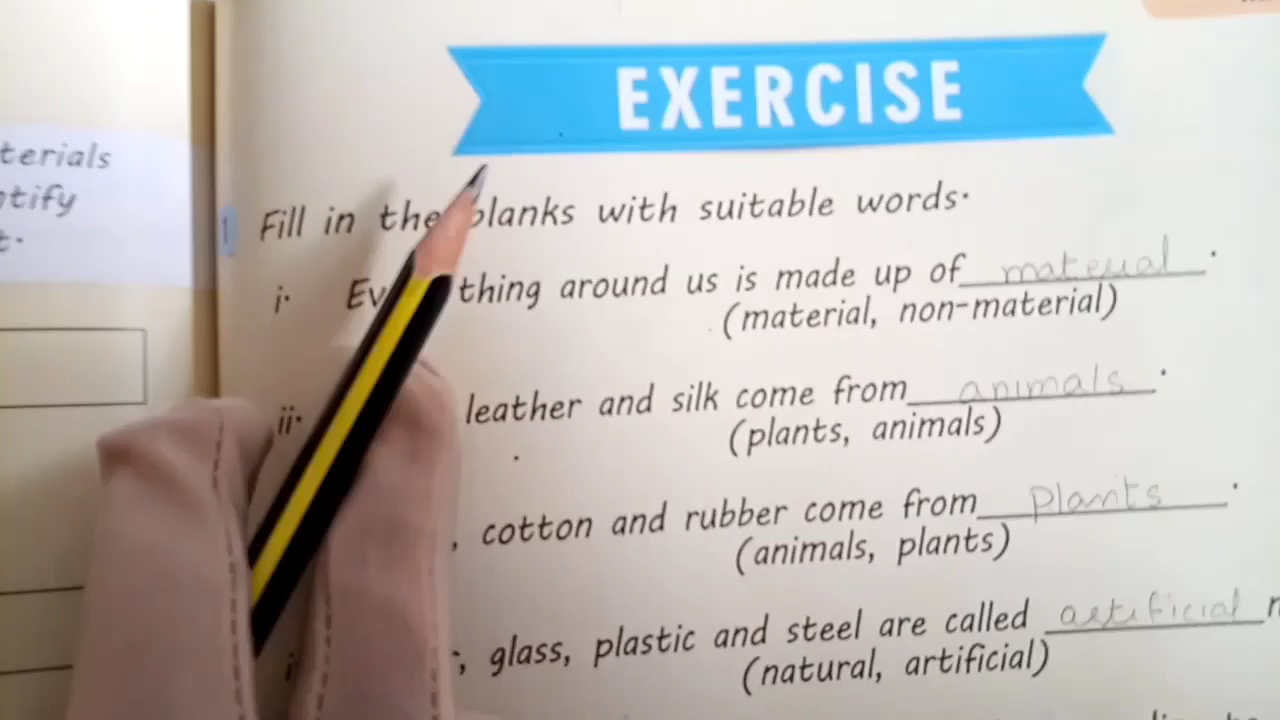 EXERCISE
terials
ntify
t.
1 Fill in the blanks with suitable words.
i. Ev thing around us is made up of material.
(material, non-material)
ii. leather and silk come from animals.
(plants, animals)
, cotton and rubber come from Plants.
(animals, plants)
, glass, plastic and steel are called artificial
(natural, artificial)